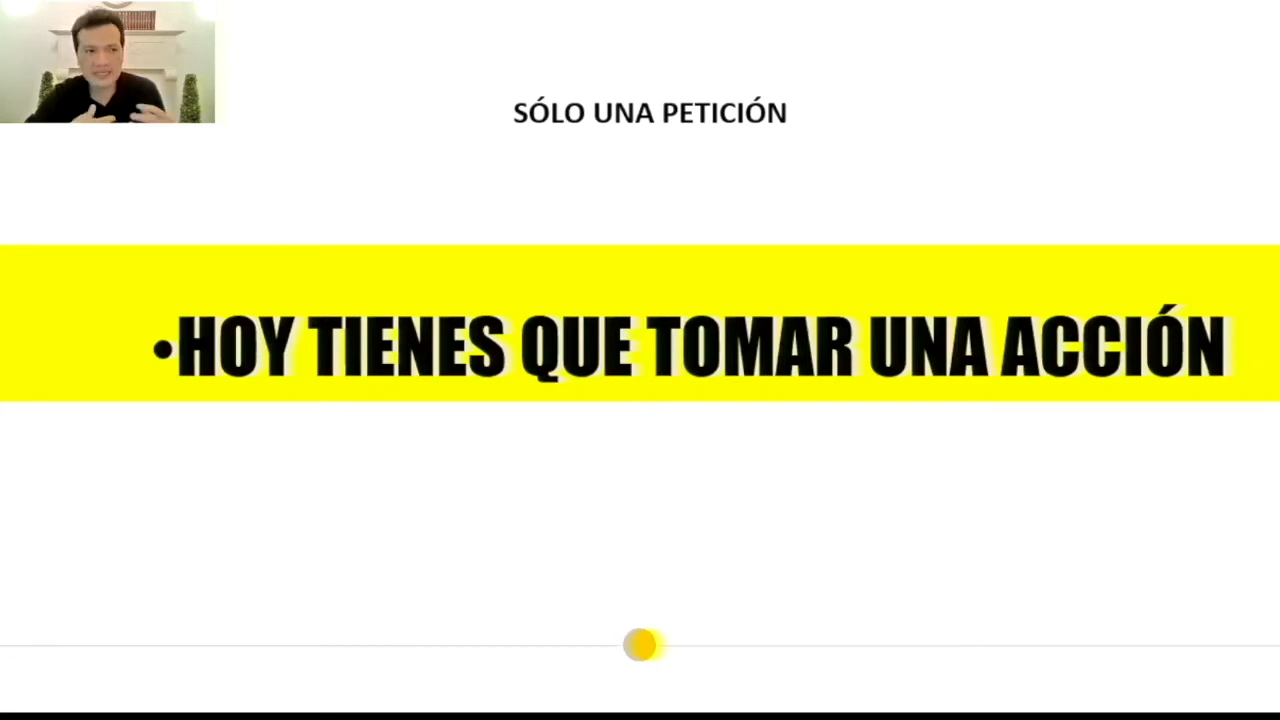 SÓLO UNA PETICIÓN
•HOY TIENES QUE TOMAR UNA ACCIÓN